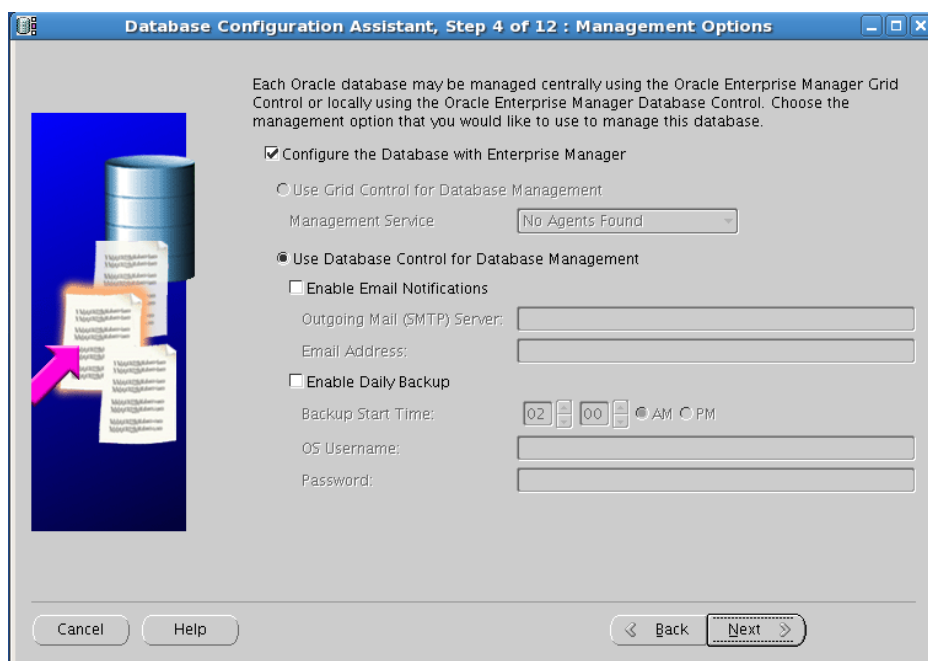 Database Configuration Assistant, Step 4 of 12 : Management Options
Each Oracle database may be managed centrally using the Oracle Enterprise Manager Grid
Control or locally using the Oracle Enterprise Manager Database Control. Choose the
management option that you would like to use to manage this database.
Configure the Database with Enterprise Manager
Use Grid Control for Database Management
Management Service No Agents Found
Use Database Control for Database Management
Enable Email Notifications
Outgoing Mail (SMTP) Server:
Email Address:
Enable Daily Backup
Backup Start Time: 02 00 AM PM
OS Username:
Password:
Cancel Help Back Next